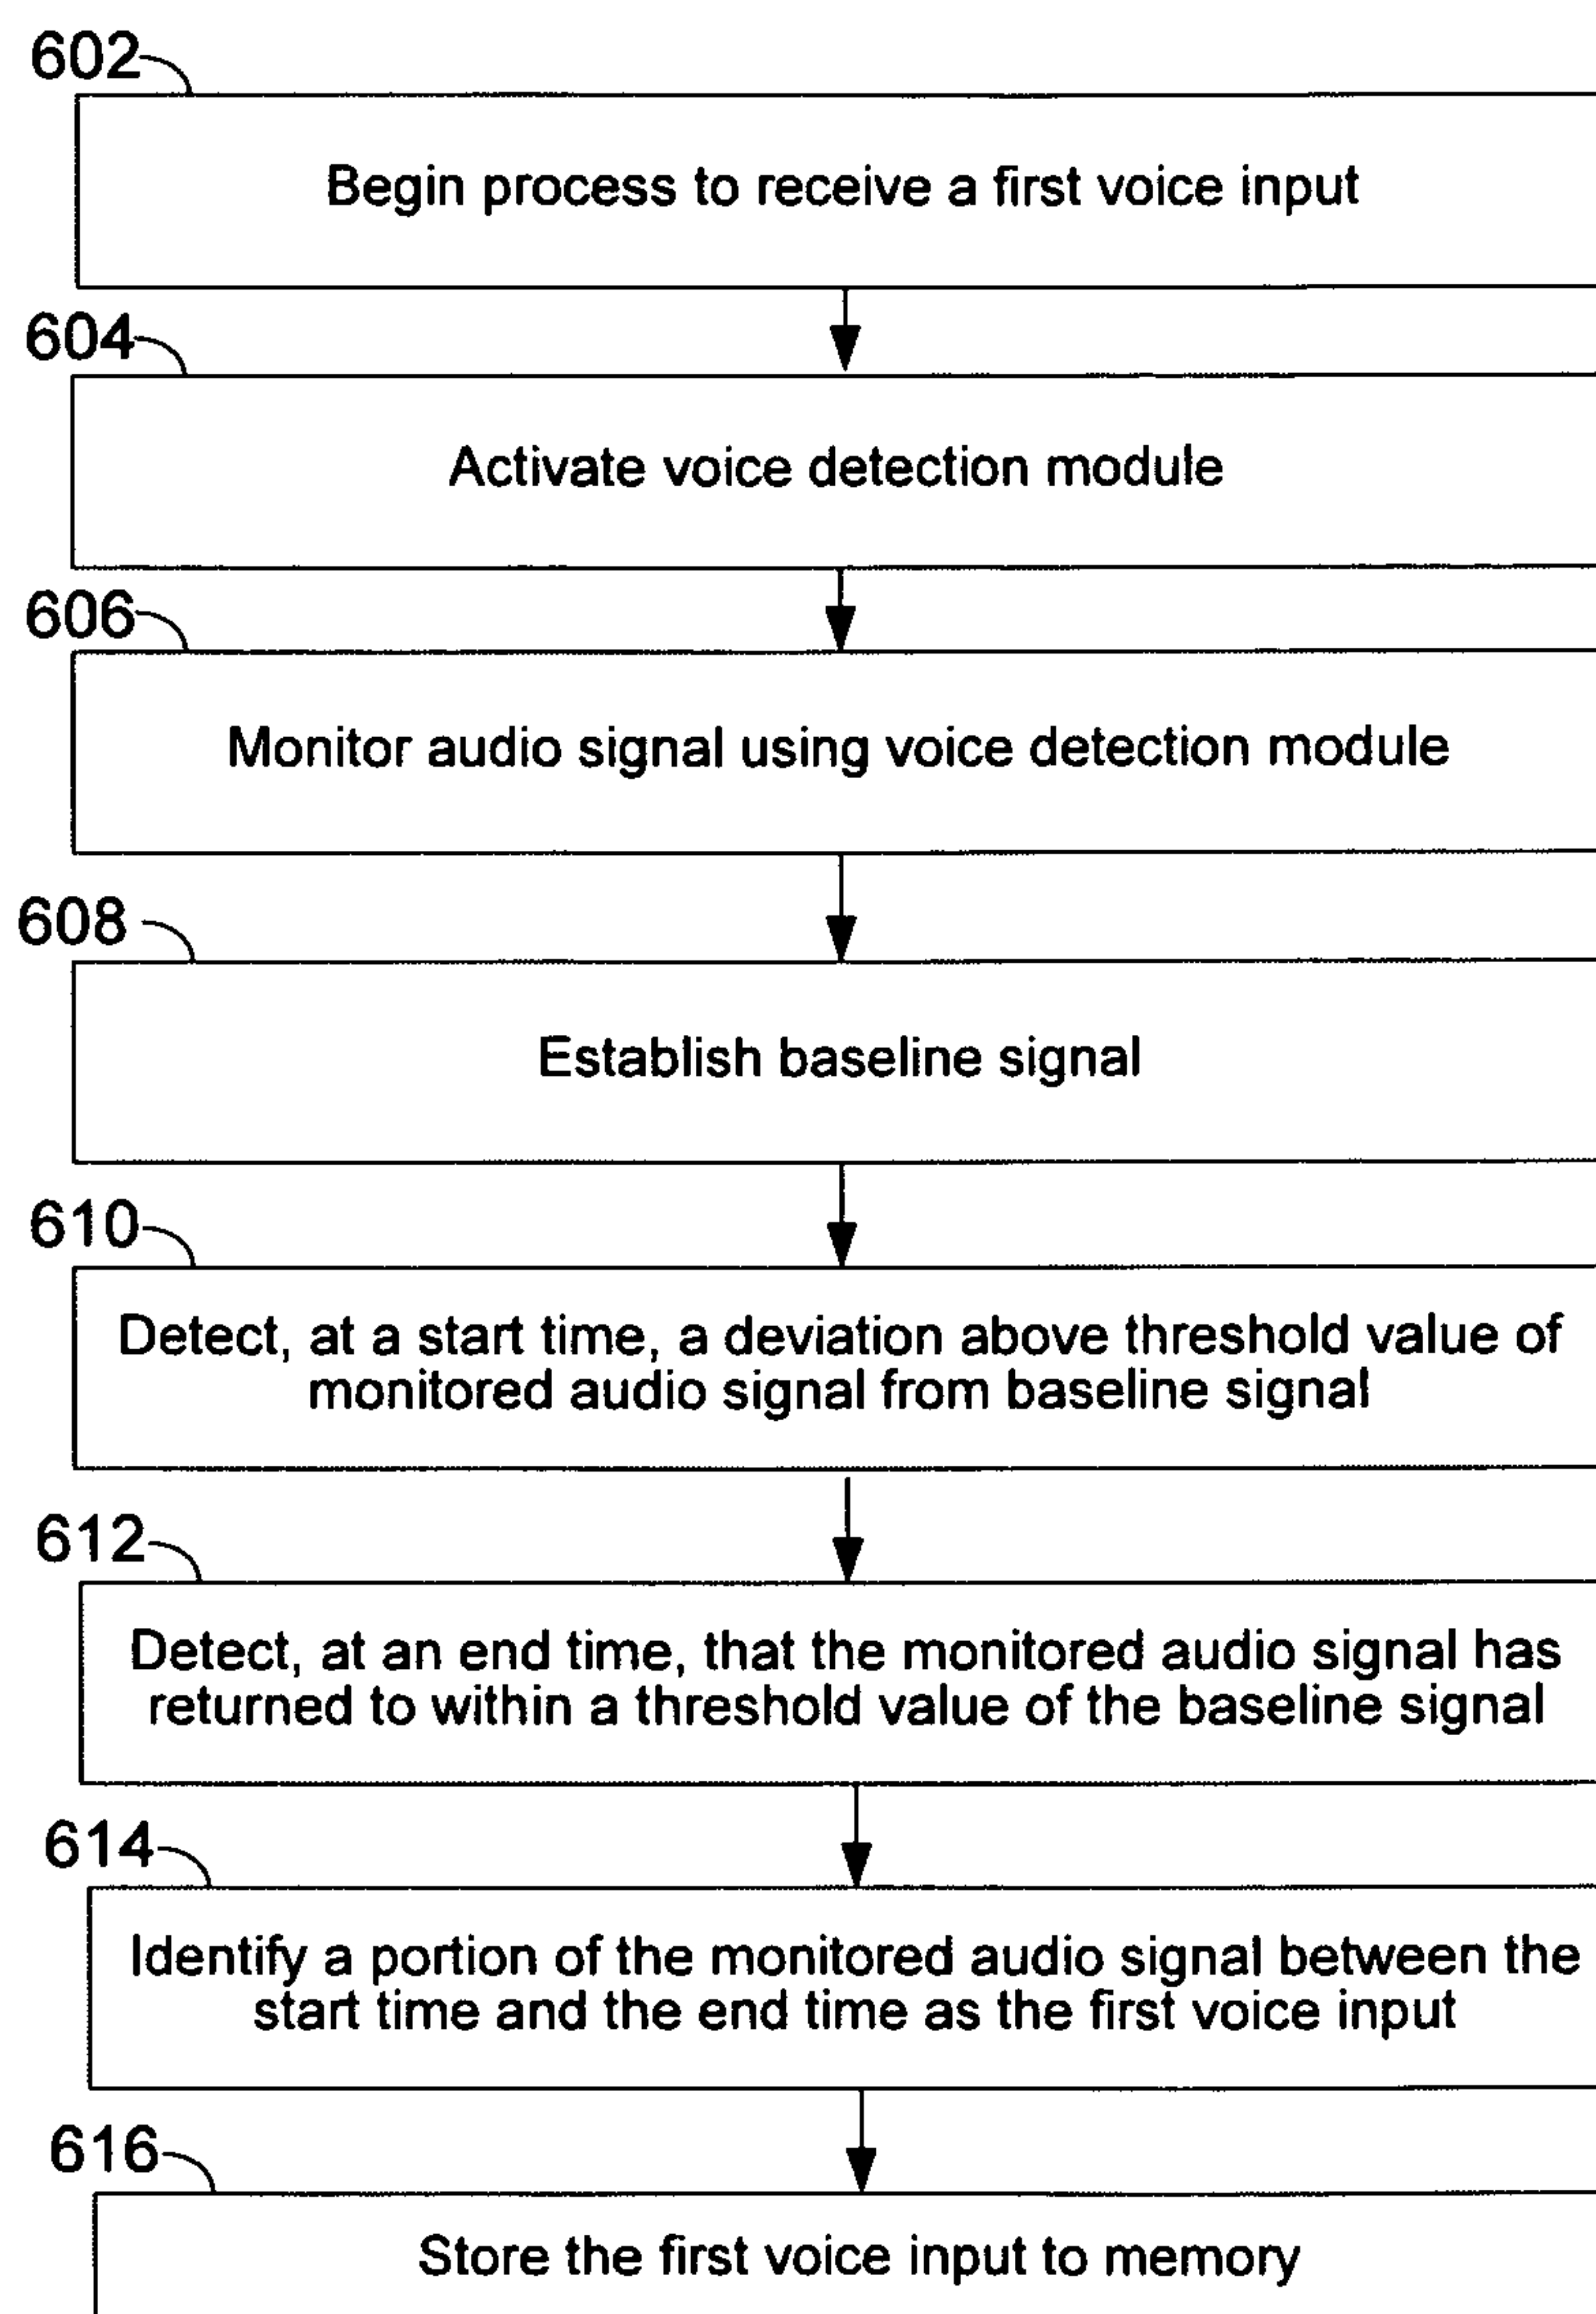 602
Begin process to receive a first voice input
604
Activate voice detection module
606
Monitor audio signal using voice detection module
608
Establish baseline signal
610
Detect, at a start time, a deviation above threshold value of
monitored audio signal from baseline signal
612
Detect, at an end time, that the monitored audio signal has
returned to within a threshold value of the baseline signal
614
Identify a portion of the monitored audio signal between the
start time and the end time as the first voice input
616
Store the first voice input to memory